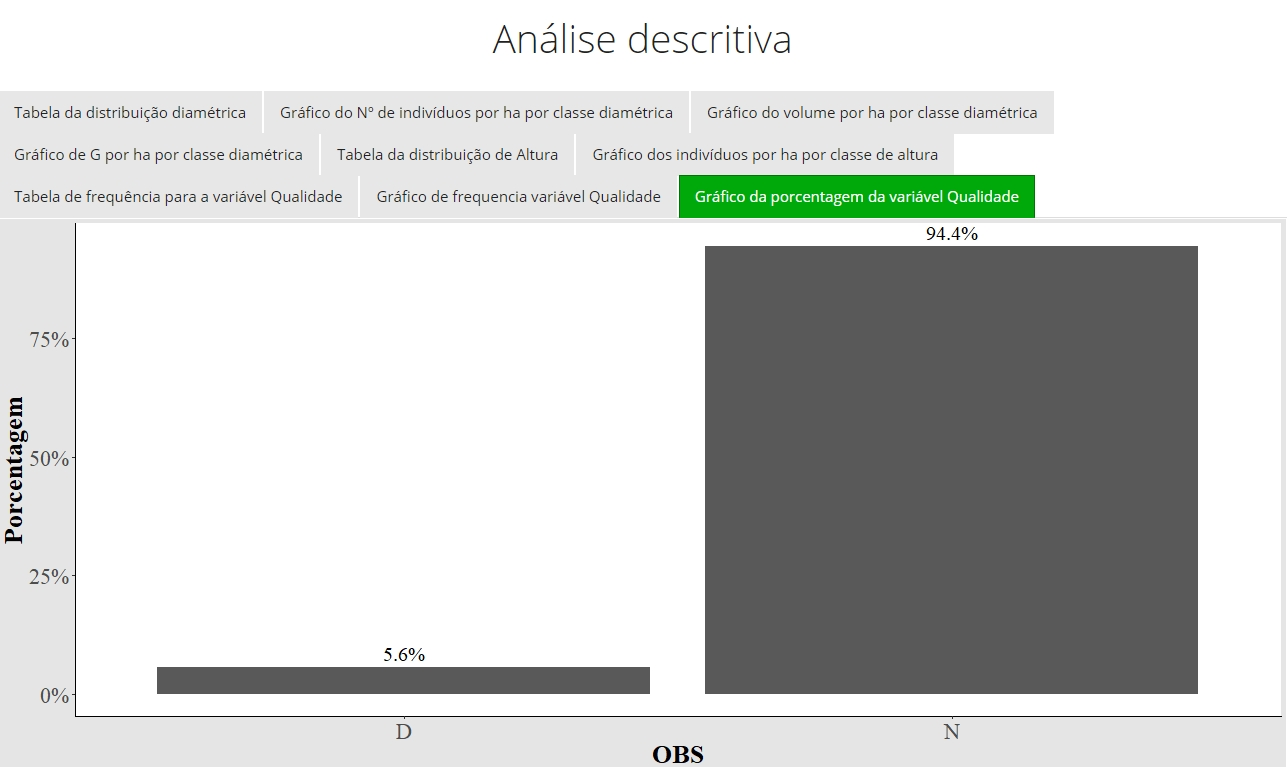 Análise descritiva
Tabela da distribuição diamétrica
Gráfico do Nº de indivíduos por ha por classe diamétrica
Gráfico do volume por ha por classe diamétrica
Gráfico de G por ha por classe diamétrica
Tabela da distribuição de Altura
Gráfico dos indivíduos por ha por classe de altura
Tabela de frequência para a variável Qualidade
Gráfico de frequencia variável Qualidade
Gráfico da porcentagem da variável Qualidade
94.4%
75%
Porcentagem
50%
25%
5.6%
0%
D
N
OBS